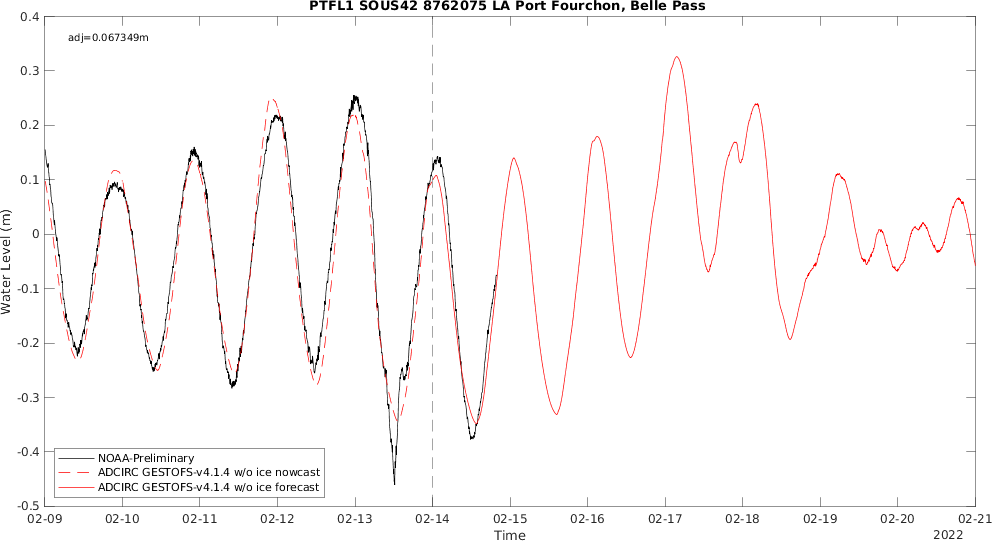 PTFL1 SOUS42 8762075 LA Port Fourchon, Belle Pass
adj=0.067349m
0.4
0.3
0.2
0.1
0
-0.1
-0.2
-0.3
-0.4
-0.5
Water Level (m)
NOAA-Preliminary
ADCIRC GESTOFS-v4.1.4 w/o ice nowcast
ADCIRC GESTOFS-v4.1.4 w/o ice forecast
02-09 02-10 02-11 02-12 02-13 02-14 02-15 02-16 02-17 02-18 02-19 02-20 02-21
Time
2022